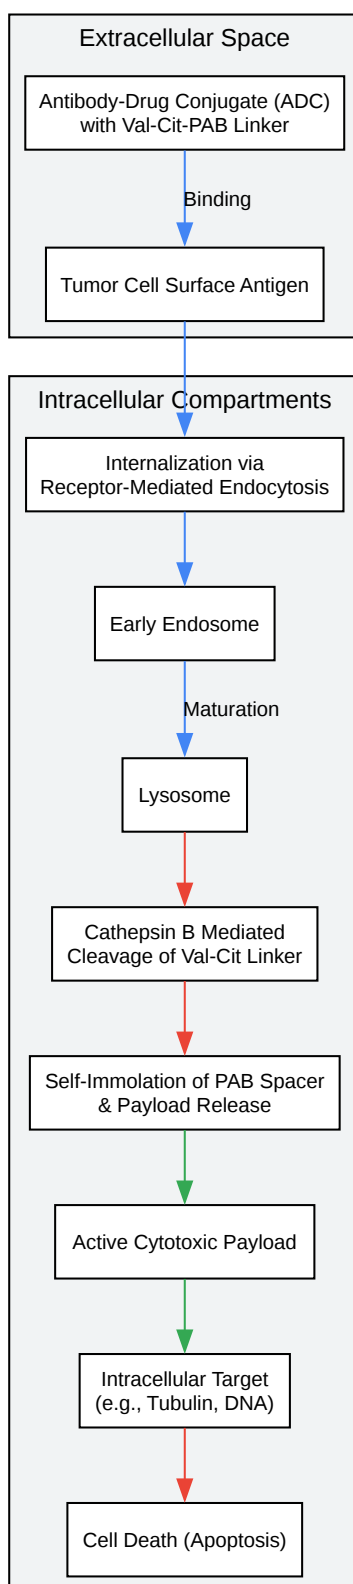 Extracellular Space
Antibody-Drug Conjugate (ADC)
with Val-Cit-PAB Linker
Binding
Tumor Cell Surface Antigen
Intracellular Compartments
Internalization via
Receptor-Mediated Endocytosis
Early Endosome
Maturation
Lysosome
Cathepsin B Mediated
Cleavage of Val-Cit Linker
Self-Immolation of PAB Spacer
& Payload Release
Active Cytotoxic Payload
Intracellular Target
(e.g., Tubulin, DNA)
Cell Death (Apoptosis)